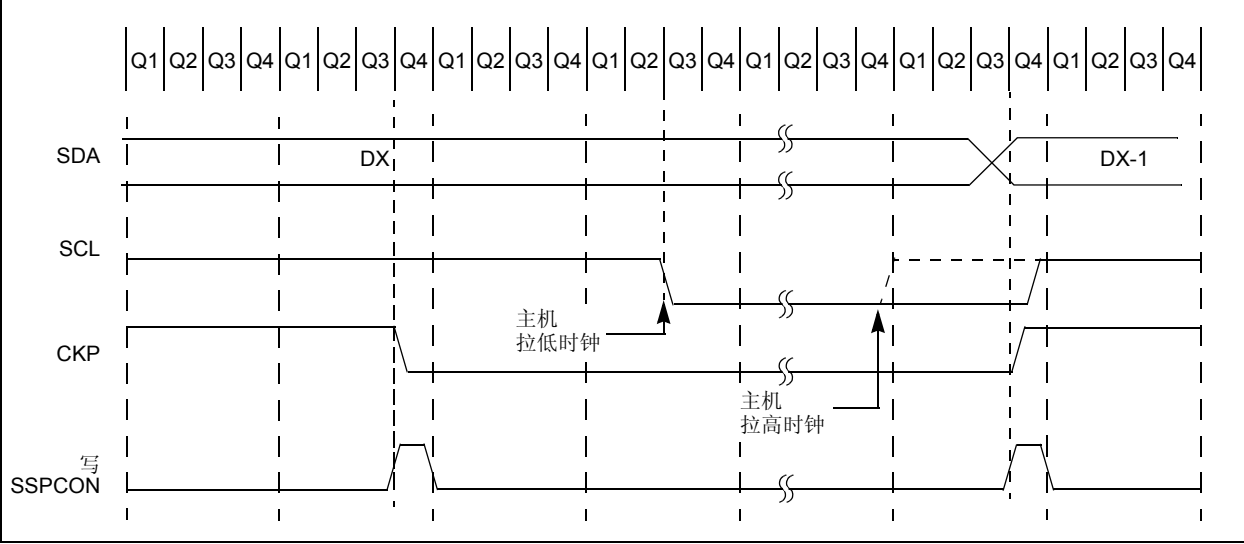 Q1 Q2 Q3 Q4 Q1 Q2 Q3 Q4 Q1 Q2 Q3 Q4 Q1 Q2 Q3 Q4 Q1 Q2 Q3 Q4 Q1 Q2 Q3 Q4 Q1 Q2 Q3 Q4
SDA
DX
DX-1
SCL
主机
拉低时钟
CKP
主机
拉高时钟
写
SSPCON